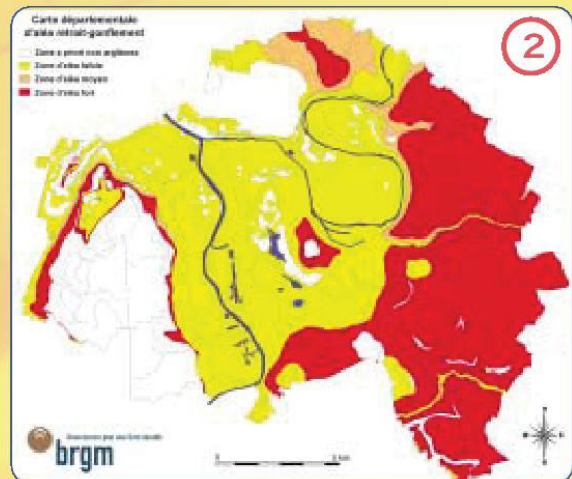 Carte départementale
d'aléa retrait-gonflement
2
Zone a priori non argileuse
Zone d'aléa faible
Zone d'aléa moyen
Zone d'aléa fort
brgm